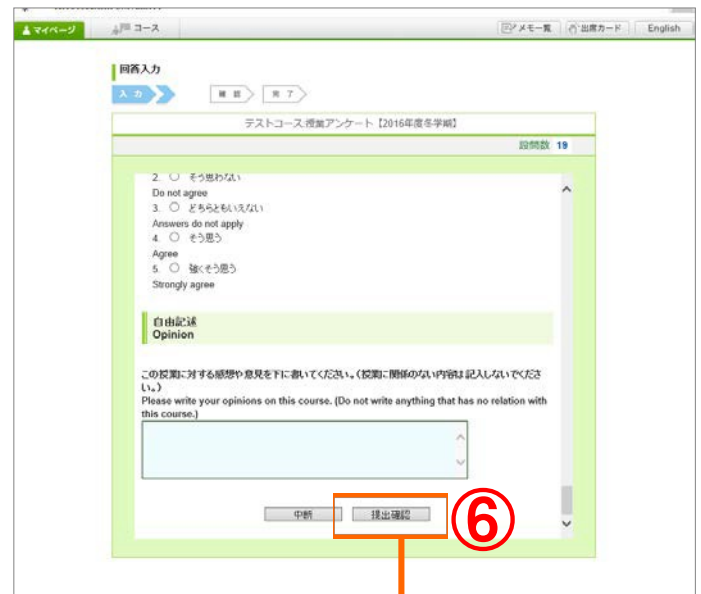 マイページ
コース
メモ一覧
出席カード
English
回答入力
入力
確認
完了
テストコース:授業アンケート【2016年度冬学期】
設問数 19
2. そう思わない
Do not agree
3. どちらともいえない
Answers do not apply
4. そう思う
Agree
5. 強くそう思う
Strongly agree
自由記述
Opinion
この授業に対する感想や意見を下に書いてください。(授業に関係のない内容は記入しないでくださ
い。)
Please write your opinions on this course. (Do not write anything that has no relation with
this course.)
中断
提出確認
⑥